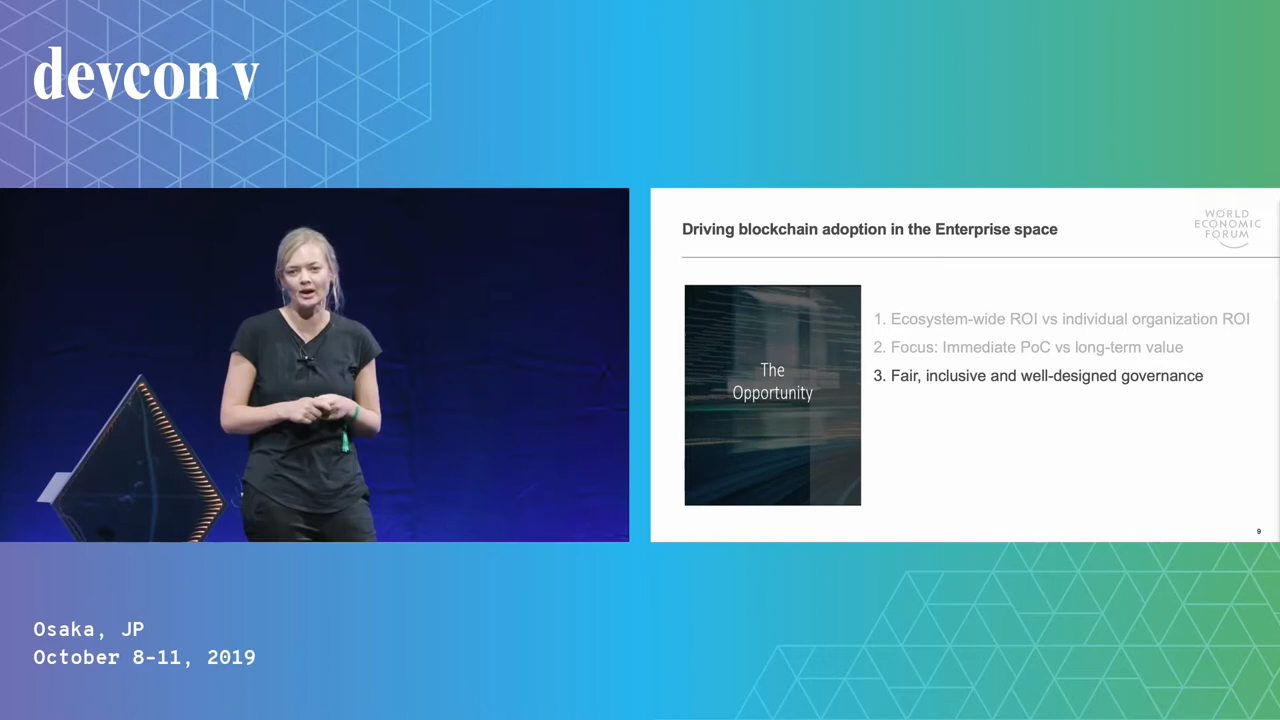 devcon v
Driving blockchain adoption in the Enterprise space
WORLD
ECONOMIC
FORUM
The
Opportunity
1. Ecosystem-wide ROI vs individual organization ROI
2. Focus: Immediate PoC vs long-term value
3. Fair, inclusive and well-designed governance
9
Osaka, JP
October 8-11, 2019